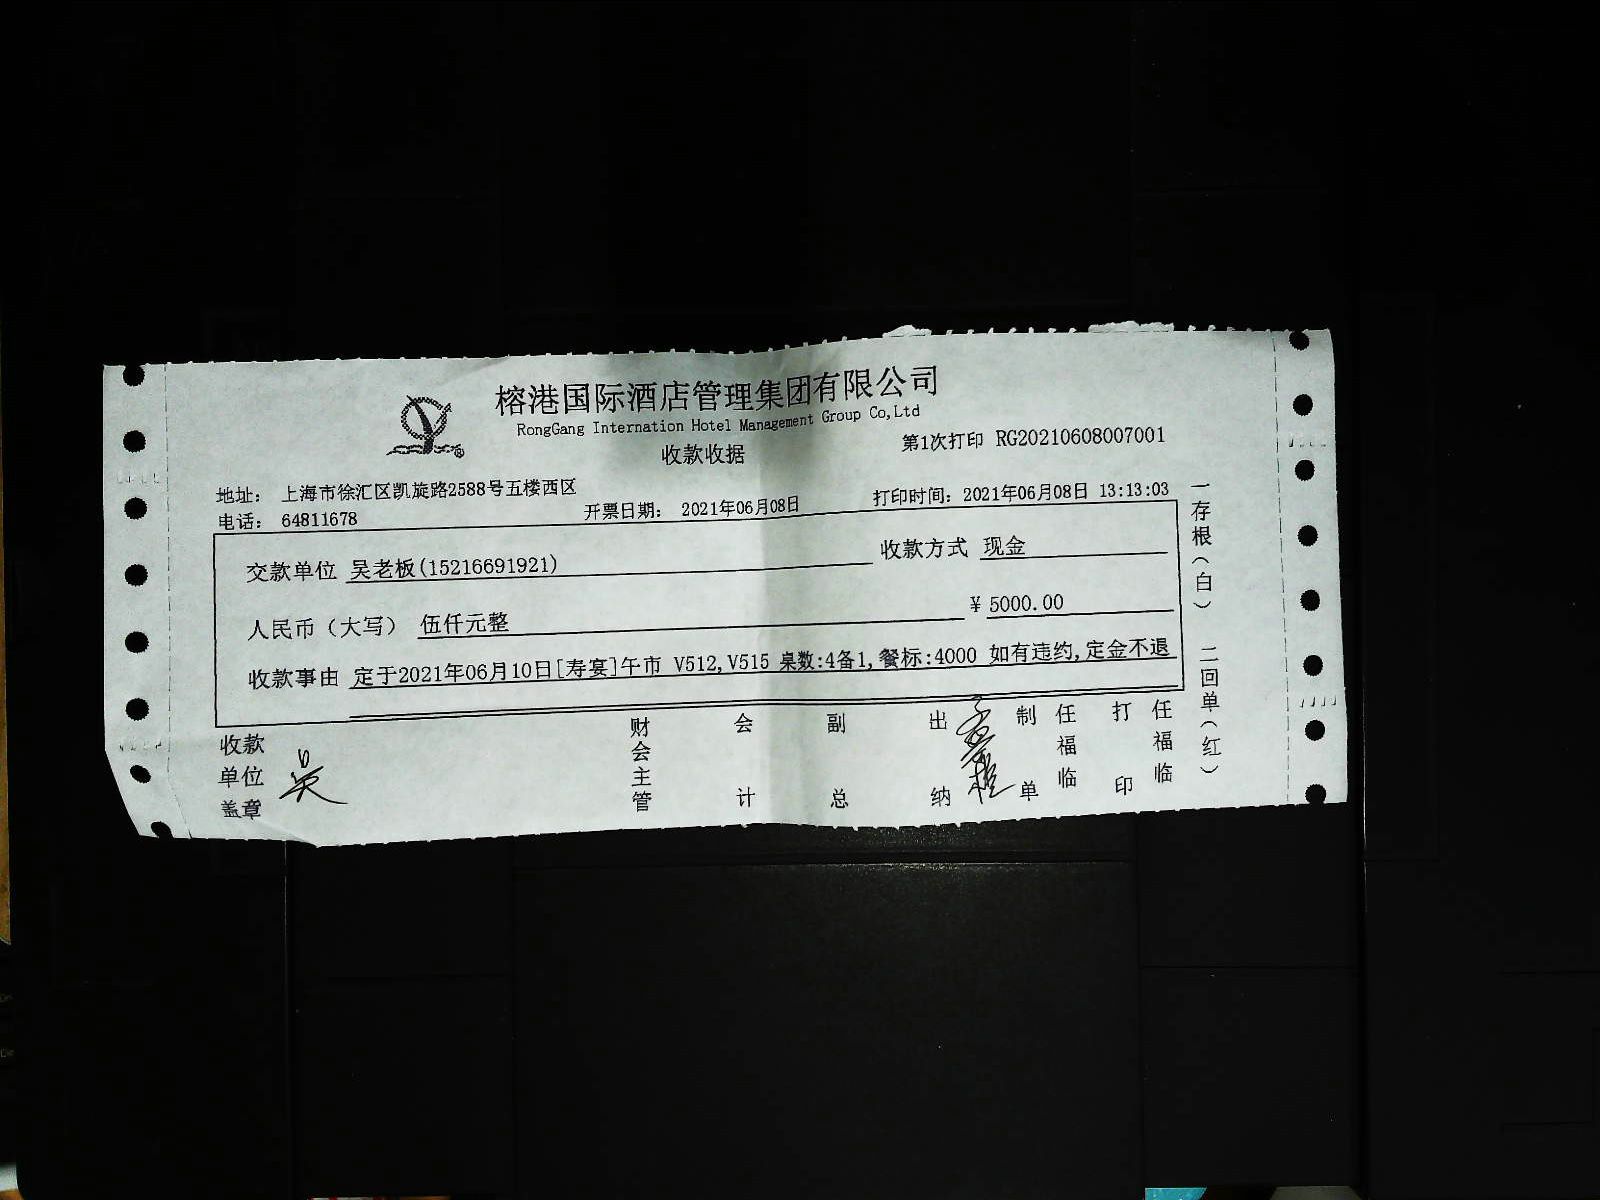 榕港国际酒店管理集团有限公司
RongGang Internation Hotel Management Group Co,Ltd
收款收据
第1次打印 RG20210608007001
地址： 上海市徐汇区凯旋路2588号五楼西区
电话： 64811678
开票日期： 2021年06月08日
打印时间：2021年06月08日 13:13:03
交款单位 吴老板(15216691921)
收款方式 现金
人民币（大写） 伍仟元整
¥ 5000.00
收款事由 定于2021年06月10日[寿宴]午市 V512,V515 桌数:4备1,餐标:4000 如有违约,定金不退
收款单位盖章 吴
财会主管
会计
副总
出纳
制单 任福临
打印 任福临
一存根（白） 二回单（红）